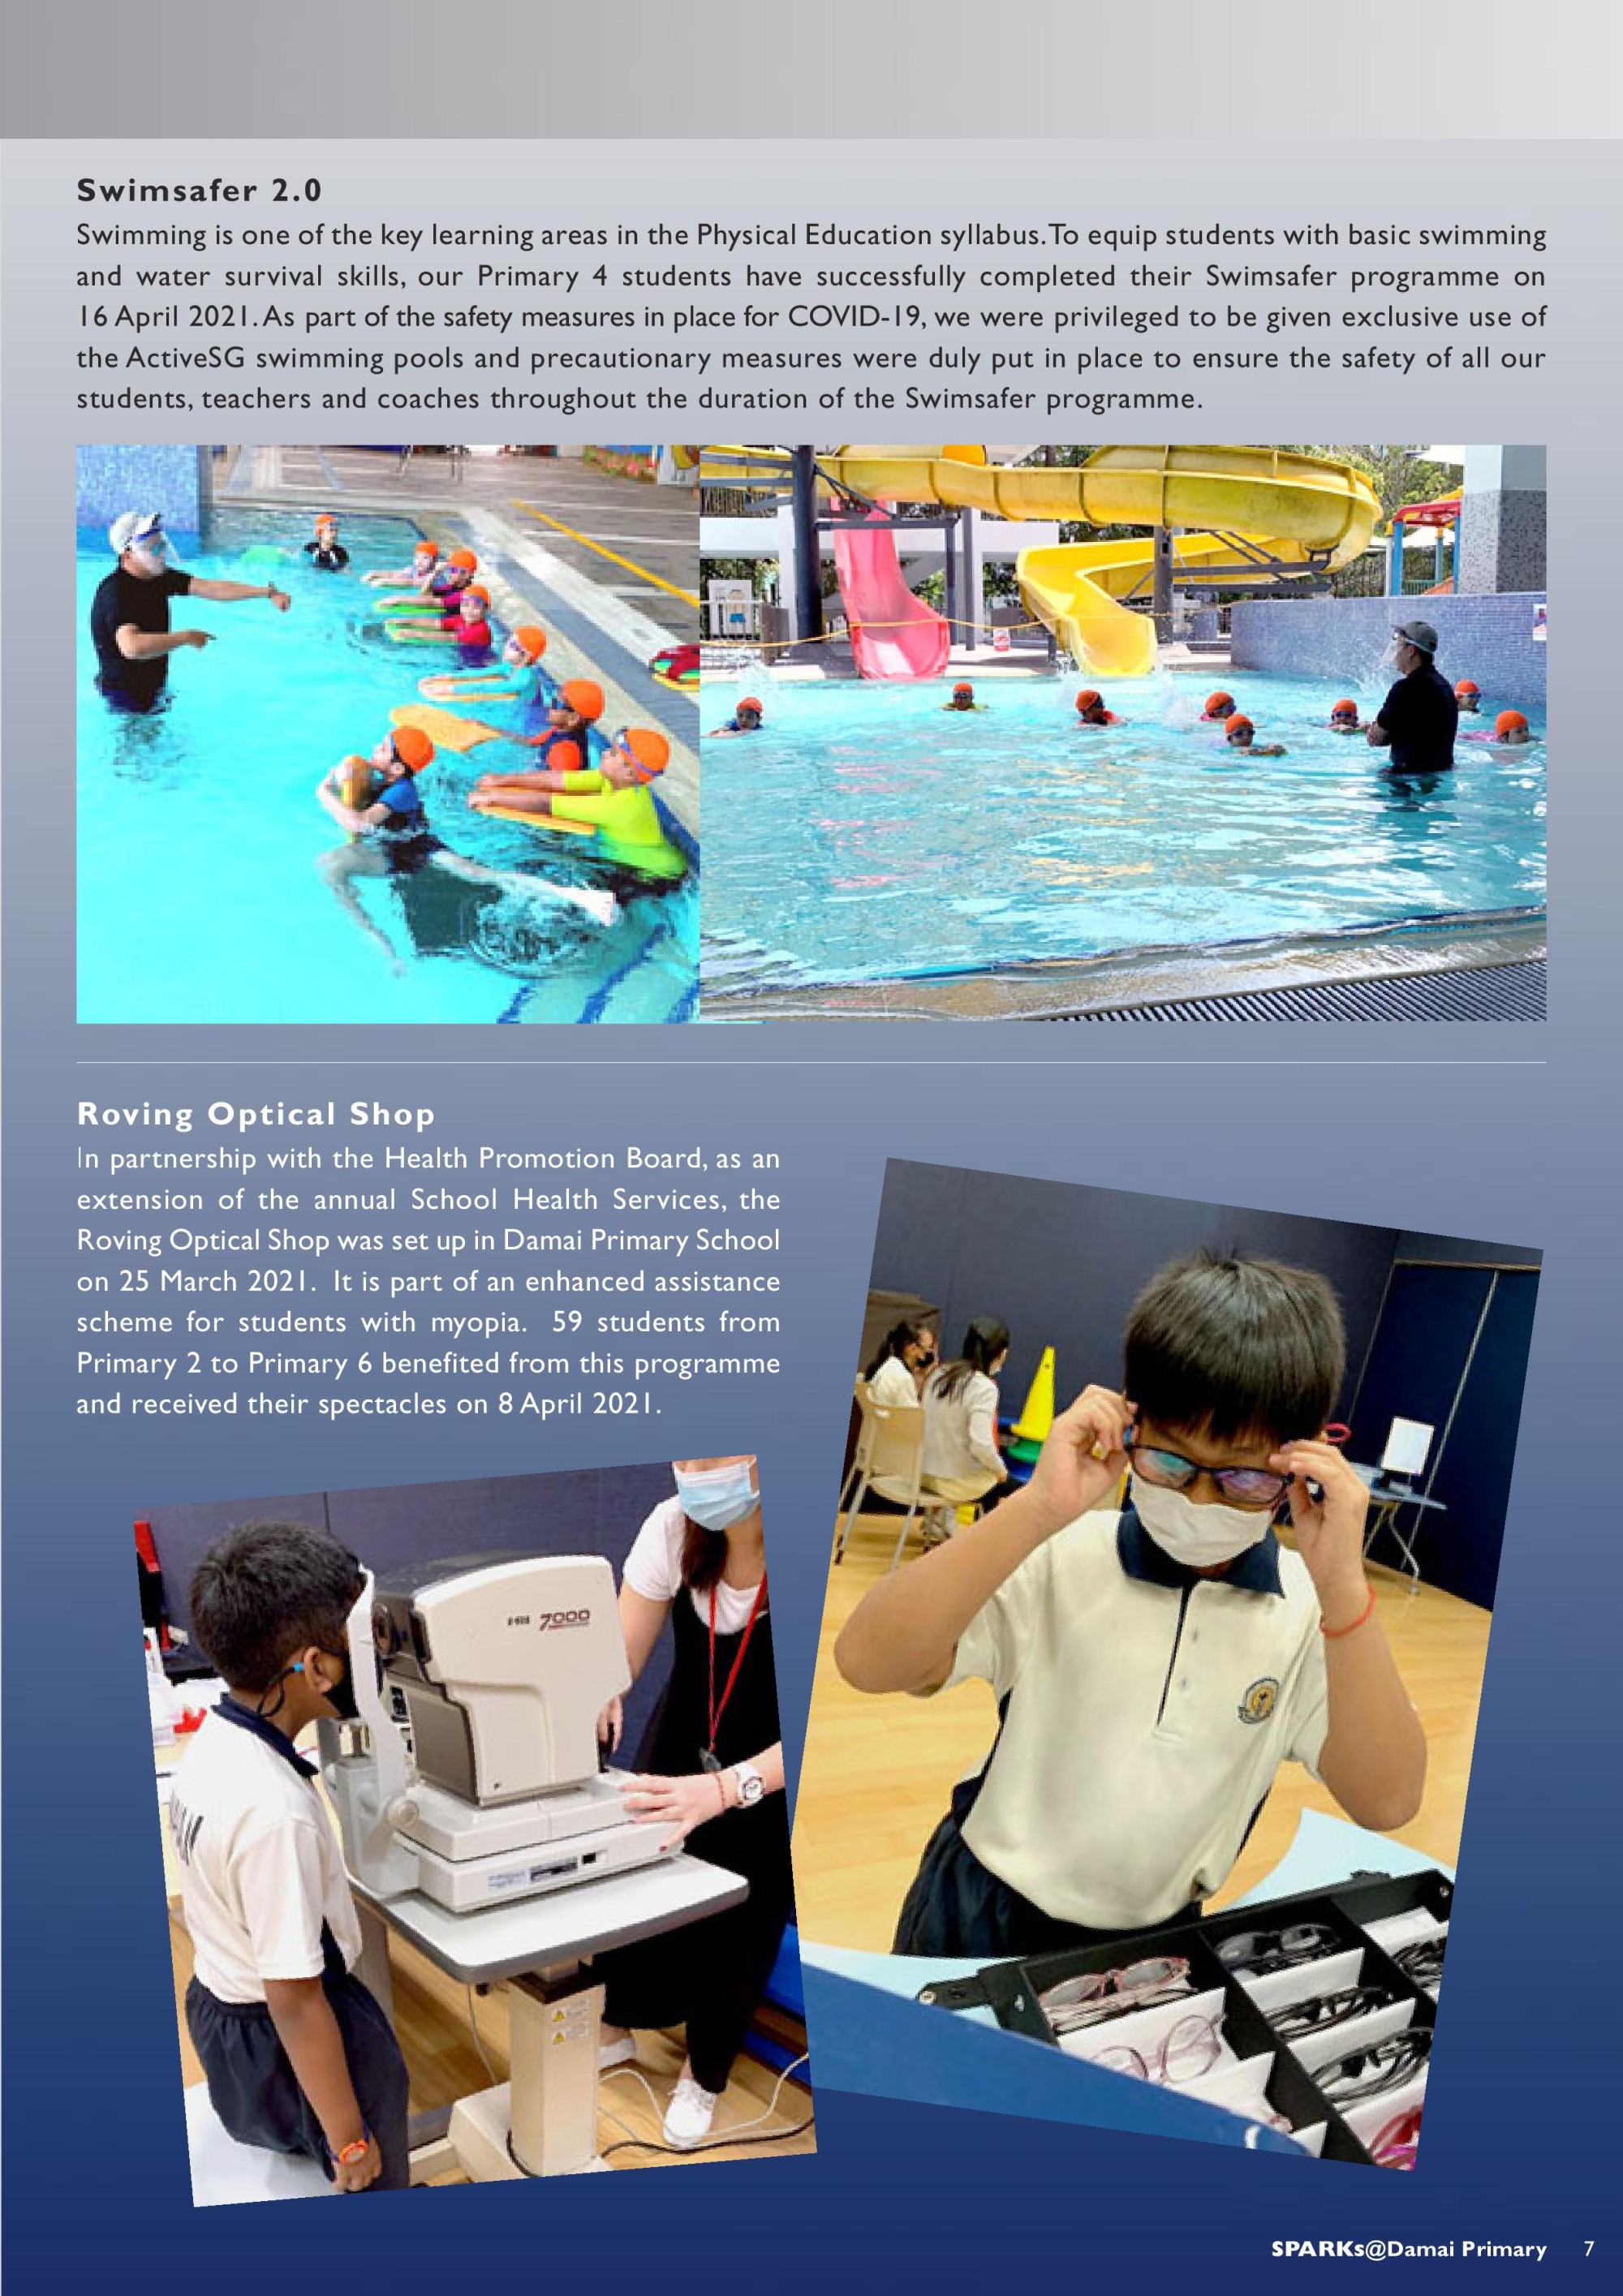 Swimsafer 2.0
Swimming is one of the key learning areas in the Physical Education syllabus. To equip students with basic swimming
and water survival skills, our Primary 4 students have successfully completed their Swimsafer programme on
16 April 2021. As part of the safety measures in place for COVID-19, we were privileged to be given exclusive use of
the ActiveSG swimming pools and precautionary measures were duly put in place to ensure the safety of all our
students, teachers and coaches throughout the duration of the Swimsafer programme.
Roving Optical Shop
In partnership with the Health Promotion Board, as an
extension of the annual School Health Services, the
Roving Optical Shop was set up in Damai Primary School
on 25 March 2021. It is part of an enhanced assistance
scheme for students with myopia. 59 students from
Primary 2 to Primary 6 benefited from this programme
and received their spectacles on 8 April 2021.
7000
SPARKs@Damai Primary 7